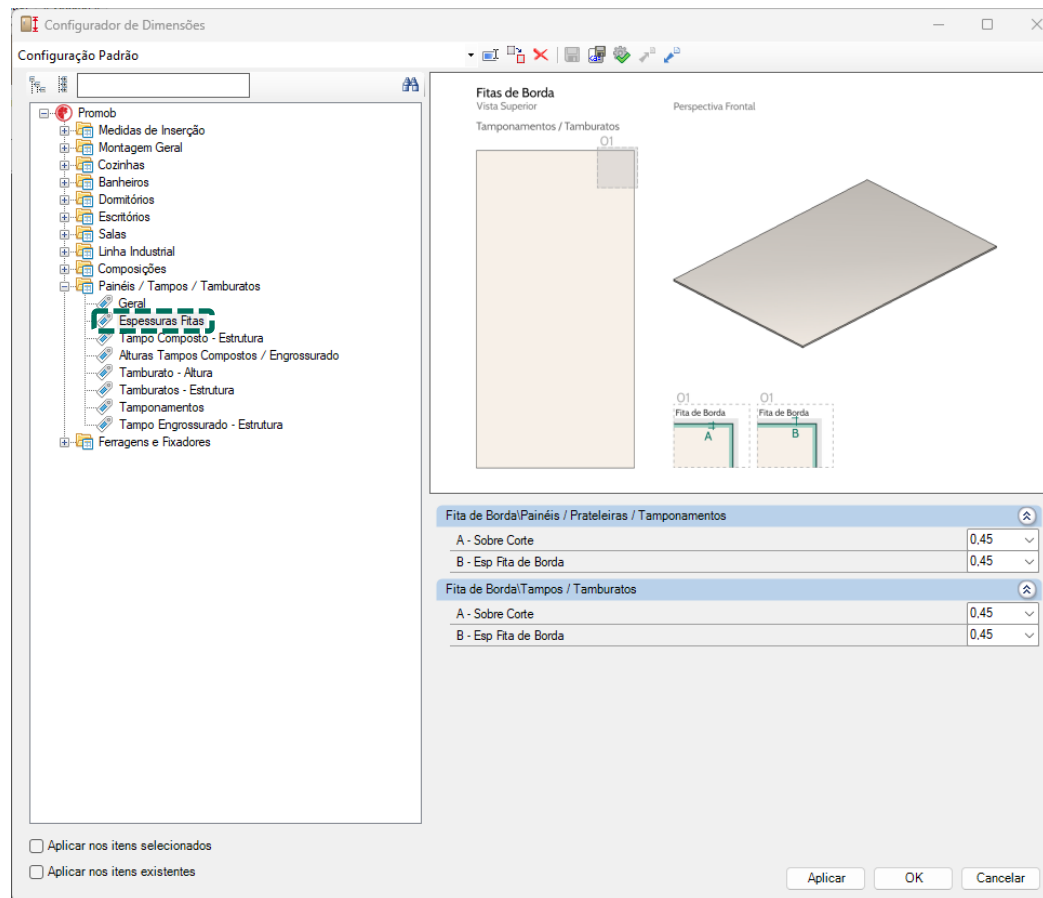 Configurador de Dimensões
Configuração Padrão
Promob
Medidas de Inserção
Montagem Geral
Cozinhas
Banheiros
Dormitórios
Escritórios
Salas
Linha Industrial
Composições
Painéis / Tampos / Tamburatos
Geral
Espessuras Fitas
Tampo Composto - Estrutura
Alturas Tampos Compostos / Engrossurado
Tamburato - Altura
Tamburatos - Estrutura
Tamponamentos
Tampo Engrossurado - Estrutura
Ferragens e Fixadores
Fitas de Borda
Vista Superior Perspectiva Frontal
Tamponamentos / Tamburatos
01
01 01
Fita de Borda Fita de Borda
A B
Fita de Borda\Painéis / Prateleiras / Tamponamentos
A - Sobre Corte 0,45
B - Esp Fita de Borda 0,45
Fita de Borda\Tampos / Tamburatos
A - Sobre Corte 0,45
B - Esp Fita de Borda 0,45
Aplicar nos itens selecionados
Aplicar nos itens existentes
Aplicar OK Cancelar